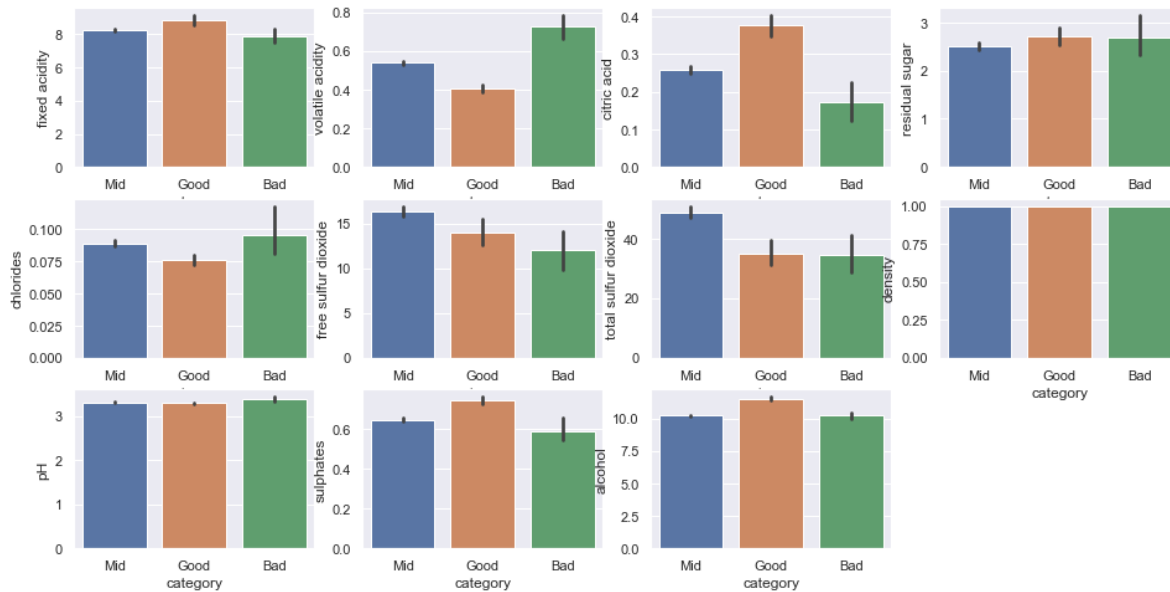 fixed acidity
8
6
4
2
0
Mid Good Bad
volatile acidity
0.8
0.6
0.4
0.2
0.0
Mid Good Bad
citric acid
0.4
0.3
0.2
0.1
0.0
Mid Good Bad
residual sugar
3
2
1
0
Mid Good Bad
chlorides
0.100
0.075
0.050
0.025
0.000
Mid Good Bad
free sulfur dioxide
15
10
5
0
Mid Good Bad
total sulfur dioxide
40
20
0
Mid Good Bad
density
1.00
0.75
0.50
0.25
0.00
Mid Good Bad
category
pH
3
2
1
0
Mid Good Bad
category
sulphates
0.6
0.4
0.2
0.0
Mid Good Bad
category
alcohol
10.0
7.5
5.0
2.5
0.0
Mid Good Bad
category